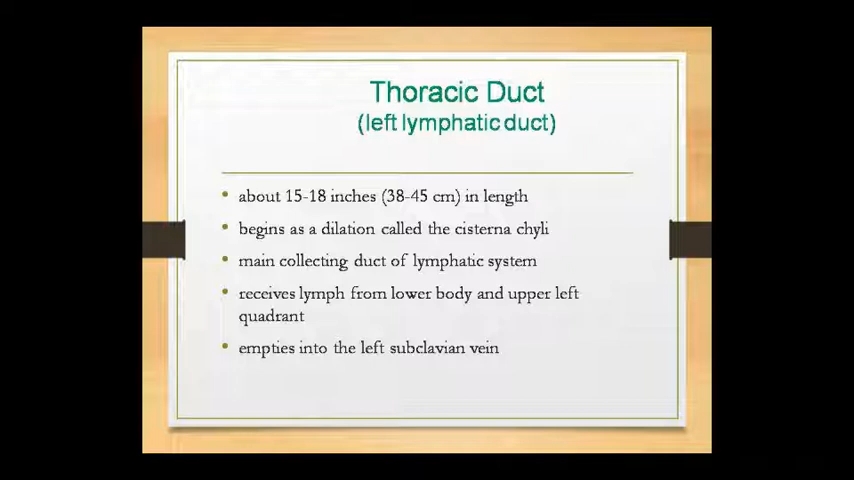 Thoracic Duct
(left lymphatic duct)
• about 15-18 inches (38-45 cm) in length
• begins as a dilation called the cisterna chyli
• main collecting duct of lymphatic system
• receives lymph from lower body and upper left
quadrant
• empties into the left subclavian vein